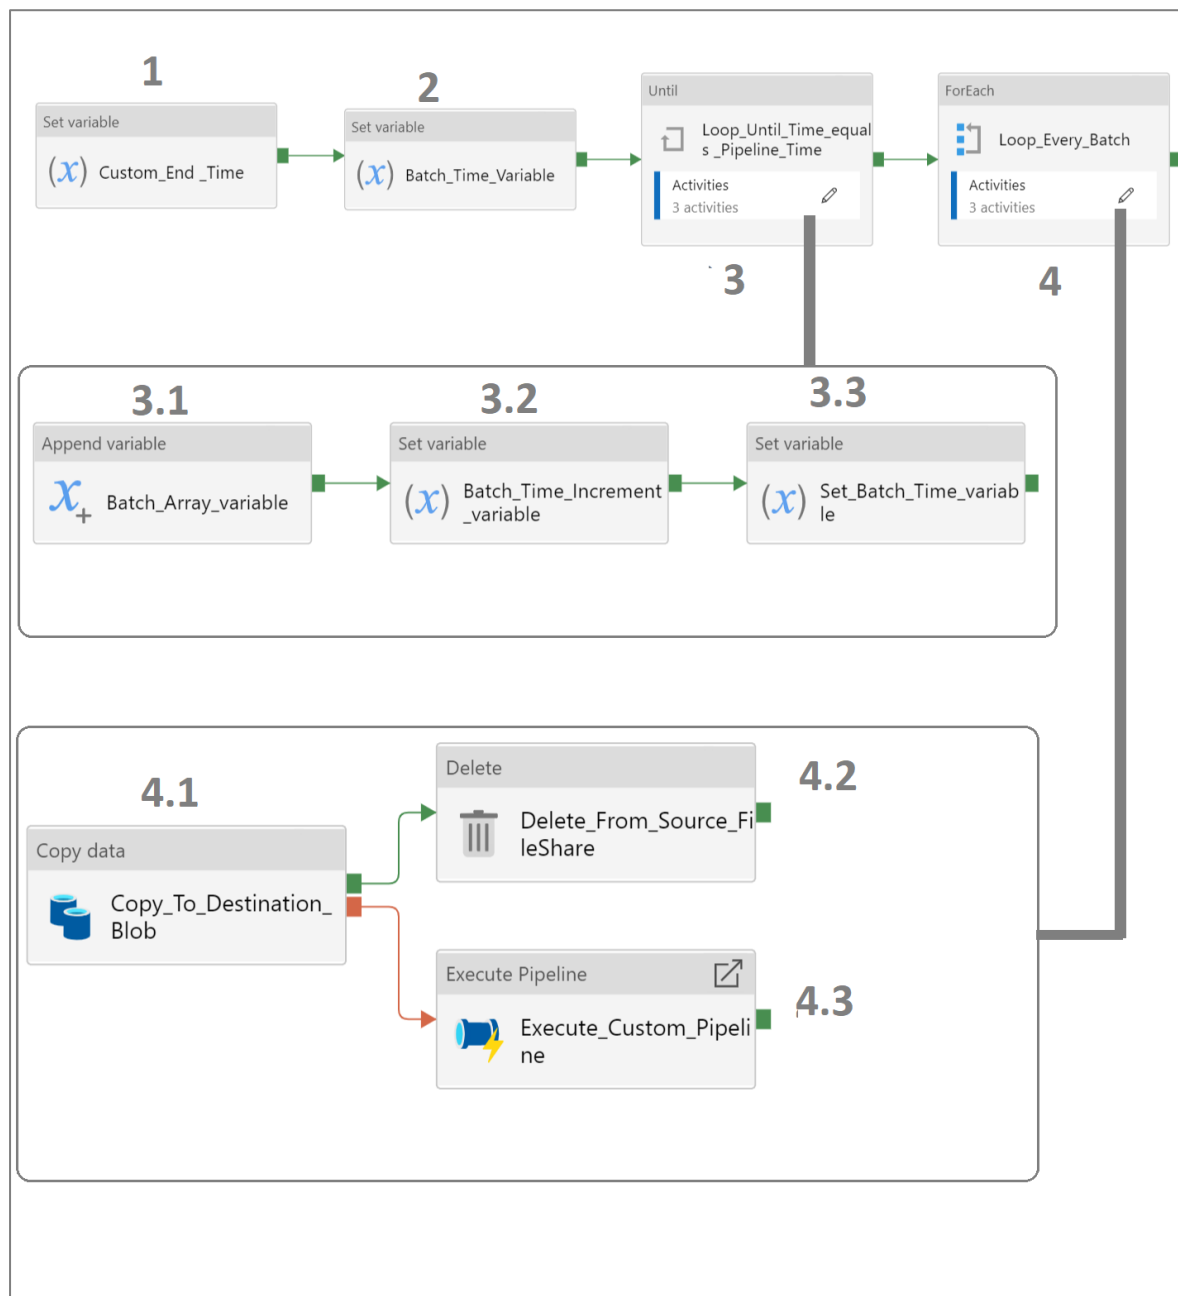 1
2
Set variable
Custom_End _Time
Set variable
Batch_Time_Variable
Until
Loop_Until_Time_equal
s _Pipeline_Time
Activities
3 activities
ForEach
Loop_Every_Batch
Activities
3 activities
3
4
3.1
3.2
3.3
Append variable
Batch_Array_variable
Set variable
Batch_Time_Increment
_variable
Set variable
Set_Batch_Time_variab
le
4.1
Copy data
Copy_To_Destination_
Blob
Delete
Delete_From_Source_Fi
leShare
4.2
Execute Pipeline
Execute_Custom_Pipeli
ne
4.3